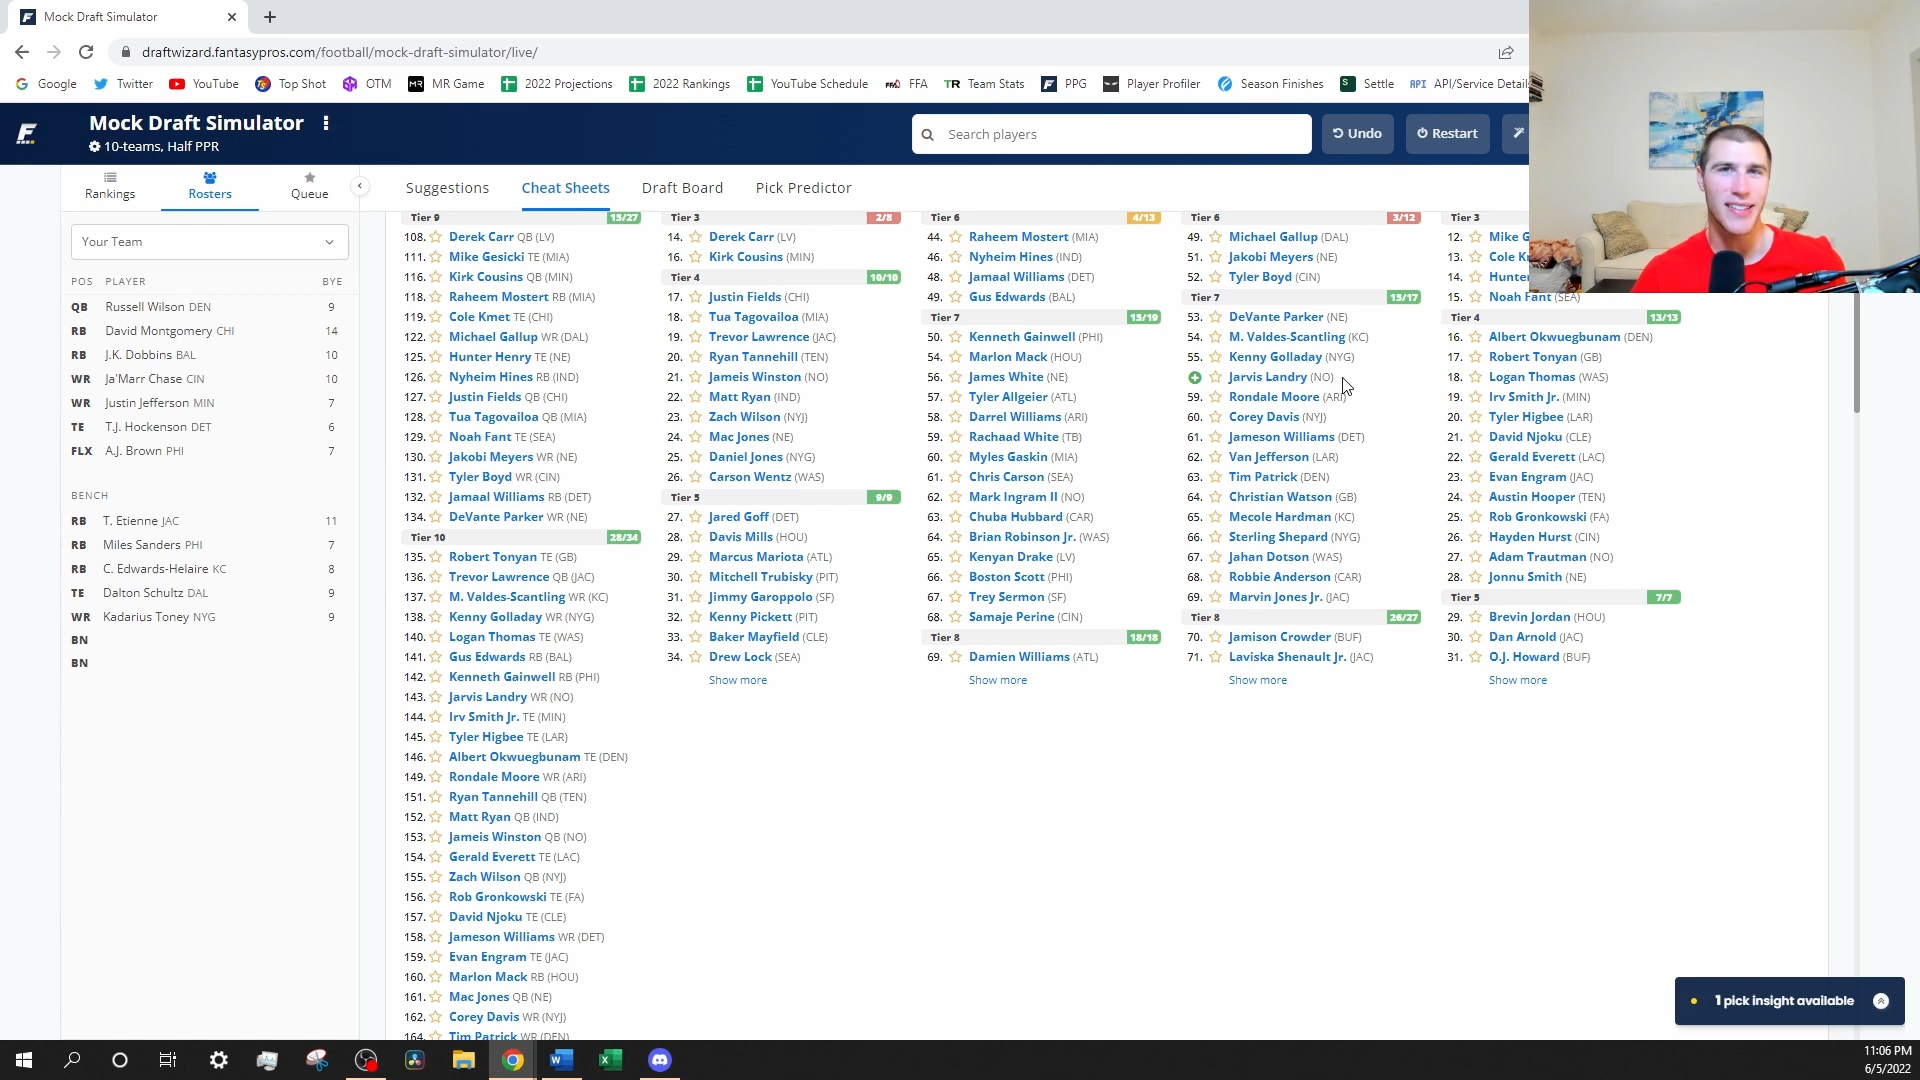 Mock Draft Simulator
draftwizard.fantasypros.com/football/mock-draft-simulator/live/
Google Twitter YouTube Top Shot OTM MR Game 2022 Projections 2022 Rankings YouTube Schedule FFA Team Stats PPG Player Profiler Season Finishes Settle API/Service Detail
Mock Draft Simulator
10-teams, Half PPR
Search players
Undo
Restart
Rankings
Rosters
Queue
Suggestions
Cheat Sheets
Draft Board
Pick Predictor
Your Team
POS PLAYER BYE
QB Russell Wilson DEN 9
RB David Montgomery CHI 14
RB J.K. Dobbins BAL 10
WR Ja'Marr Chase CIN 10
WR Justin Jefferson MIN 7
TE T.J. Hockenson DET 6
FLX A.J. Brown PHI 7
BENCH
RB T. Etienne JAC 11
RB Miles Sanders PHI 7
RB C. Edwards-Helaire KC 8
TE Dalton Schultz DAL 9
WR Kadarius Toney NYG 9
BN
BN
Tier 9 15/27
108. Derek Carr QB (LV)
111. Mike Gesicki TE (MIA)
116. Kirk Cousins QB (MIN)
118. Raheem Mostert RB (MIA)
119. Cole Kmet TE (CHI)
122. Michael Gallup WR (DAL)
125. Hunter Henry TE (NE)
126. Nyheim Hines RB (IND)
127. Justin Fields QB (CHI)
128. Tua Tagovailoa QB (MIA)
129. Noah Fant TE (SEA)
130. Jakobi Meyers WR (NE)
131. Tyler Boyd WR (CIN)
132. Jamaal Williams RB (DET)
134. DeVante Parker WR (NE)
Tier 10 28/34
135. Robert Tonyan TE (GB)
136. Trevor Lawrence QB (JAC)
137. M. Valdes-Scantling WR (KC)
138. Kenny Golladay WR (NYG)
140. Logan Thomas TE (WAS)
141. Gus Edwards RB (BAL)
142. Kenneth Gainwell RB (PHI)
143. Jarvis Landry WR (NO)
144. Irv Smith Jr. TE (MIN)
145. Tyler Higbee TE (LAR)
146. Albert Okwuegbunam TE (DEN)
149. Rondale Moore WR (ARI)
151. Ryan Tannehill QB (TEN)
152. Matt Ryan QB (IND)
153. Jameis Winston QB (NO)
154. Gerald Everett TE (LAC)
155. Zach Wilson QB (NYJ)
156. Rob Gronkowski TE (FA)
157. David Njoku TE (CLE)
158. Jameson Williams WR (DET)
159. Evan Engram TE (JAC)
160. Marlon Mack RB (HOU)
161. Mac Jones QB (NE)
162. Corey Davis WR (NYJ)
164. Tim Patrick WR (DEN)
Tier 3 2/8
14. Derek Carr (LV)
16. Kirk Cousins (MIN)
Tier 4 10/10
17. Justin Fields (CHI)
18. Tua Tagovailoa (MIA)
19. Trevor Lawrence (JAC)
20. Ryan Tannehill (TEN)
21. Jameis Winston (NO)
22. Matt Ryan (IND)
23. Zach Wilson (NYJ)
24. Mac Jones (NE)
25. Daniel Jones (NYG)
26. Carson Wentz (WAS)
Tier 5 9/9
27. Jared Goff (DET)
28. Davis Mills (HOU)
29. Marcus Mariota (ATL)
30. Mitchell Trubisky (PIT)
31. Jimmy Garoppolo (SF)
32. Kenny Pickett (PIT)
33. Baker Mayfield (CLE)
34. Drew Lock (SEA)
Show more
Tier 6 4/13
44. Raheem Mostert (MIA)
46. Nyheim Hines (IND)
48. Jamaal Williams (DET)
49. Gus Edwards (BAL)
Tier 7 15/19
50. Kenneth Gainwell (PHI)
54. Marlon Mack (HOU)
56. James White (NE)
57. Tyler Allgeier (ATL)
58. Darrel Williams (ARI)
59. Rachaad White (TB)
60. Myles Gaskin (MIA)
61. Chris Carson (SEA)
62. Mark Ingram II (NO)
63. Chuba Hubbard (CAR)
64. Brian Robinson Jr. (WAS)
65. Kenyan Drake (LV)
66. Boston Scott (PHI)
67. Trey Sermon (SF)
68. Samaje Perine (CIN)
Tier 8 18/18
69. Damien Williams (ATL)
Show more
Tier 6 3/12
49. Michael Gallup (DAL)
51. Jakobi Meyers (NE)
52. Tyler Boyd (CIN)
Tier 7 15/17
53. DeVante Parker (NE)
54. M. Valdes-Scantling (KC)
55. Kenny Golladay (NYG)
Jarvis Landry (NO)
59. Rondale Moore (ARI)
60. Corey Davis (NYJ)
61. Jameson Williams (DET)
62. Van Jefferson (LAR)
63. Tim Patrick (DEN)
64. Christian Watson (GB)
65. Mecole Hardman (KC)
66. Sterling Shepard (NYG)
67. Jahan Dotson (WAS)
68. Robbie Anderson (CAR)
69. Marvin Jones Jr. (JAC)
Tier 8 26/27
70. Jamison Crowder (BUF)
71. Laviska Shenault Jr. (JAC)
Show more
Tier 3
12. Mike G
13. Cole K
14. Hunter
15. Noah Fant (SEA)
Tier 4 13/13
16. Albert Okwuegbunam (DEN)
17. Robert Tonyan (GB)
18. Logan Thomas (WAS)
19. Irv Smith Jr. (MIN)
20. Tyler Higbee (LAR)
21. David Njoku (CLE)
22. Gerald Everett (LAC)
23. Evan Engram (JAC)
24. Austin Hooper (TEN)
25. Rob Gronkowski (FA)
26. Hayden Hurst (CIN)
27. Adam Trautman (NO)
28. Jonnu Smith (NE)
Tier 5 7/7
29. Brevin Jordan (HOU)
30. Dan Arnold (JAC)
31. O.J. Howard (BUF)
Show more
1 pick insight available
11:06 PM
6/5/2022